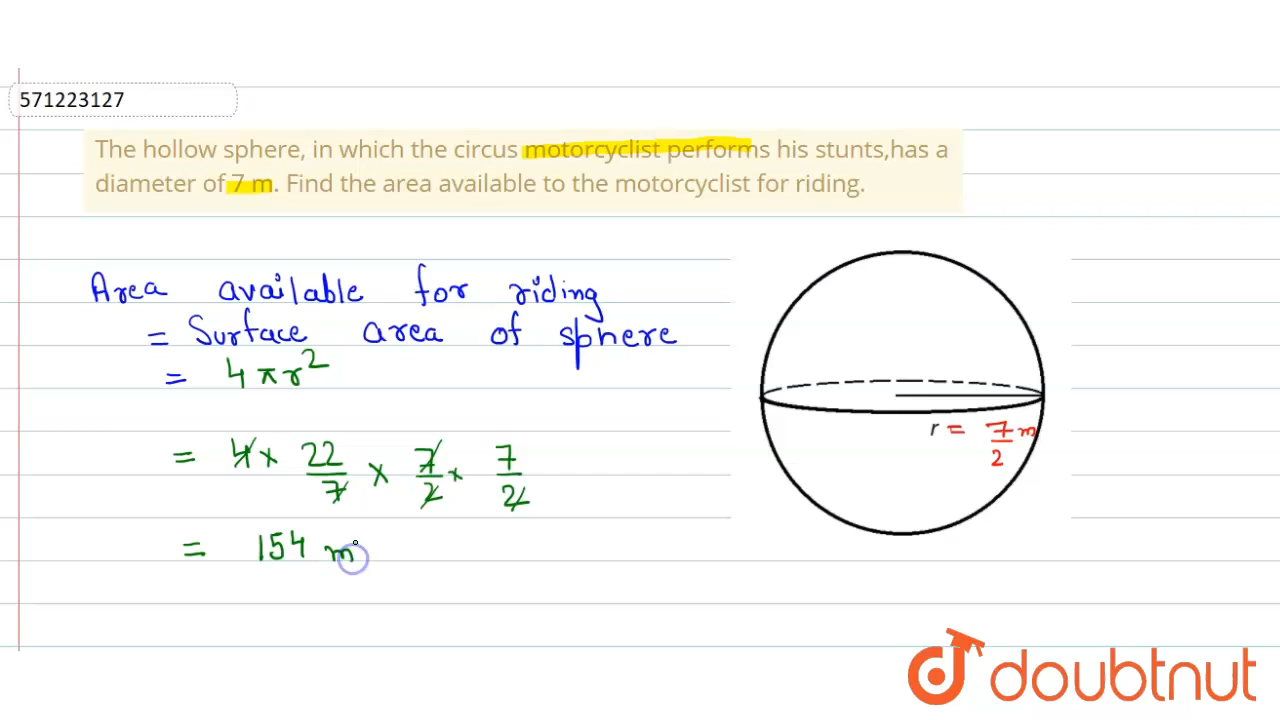 571223127
The hollow sphere, in which the circus motorcyclist performs his stunts,has a
diameter of 7 m. Find the area available to the motorcyclist for riding.
Area available for riding
= Surface area of sphere
= 4πr²
r = 7/2 m
= 4 × 22/7 × 7/2 × 7/2
= 154 m
doubtnut